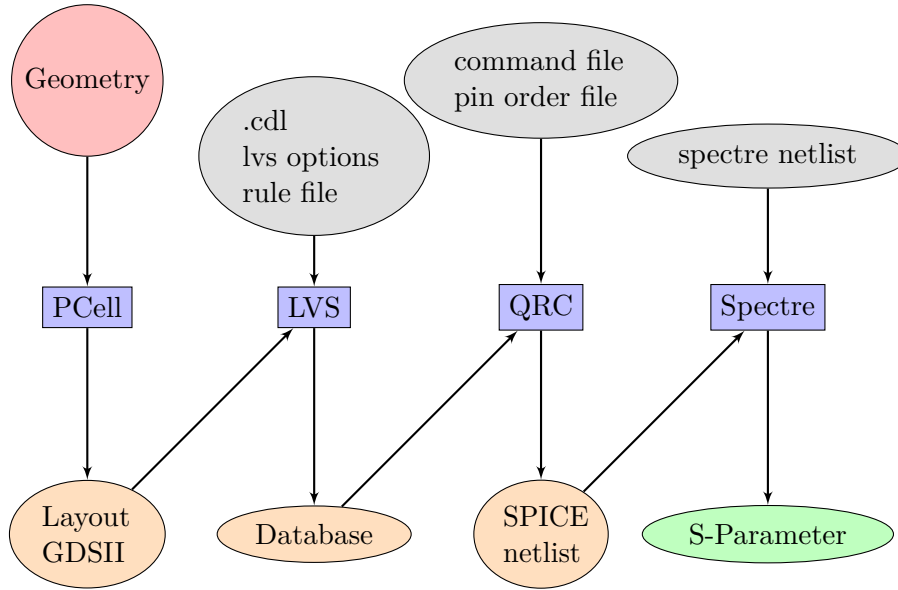 Geometry
.cdl
lvs options
rule file
command file
pin order file
spectre netlist
PCell
LVS
QRC
Spectre
Layout
GDSII
Database
SPICE
netlist
S-Parameter